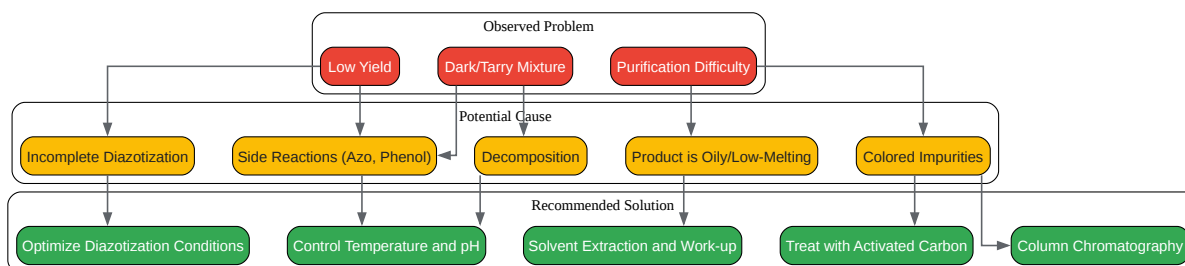 Observed Problem
Low Yield
Dark/Tarry Mixture
Purification Difficulty
Potential Cause
Incomplete Diazotization
Side Reactions (Azo, Phenol)
Decomposition
Product is Oily/Low-Melting
Colored Impurities
Recommended Solution
Optimize Diazotization Conditions
Control Temperature and pH
Solvent Extraction and Work-up
Treat with Activated Carbon
Column Chromatography